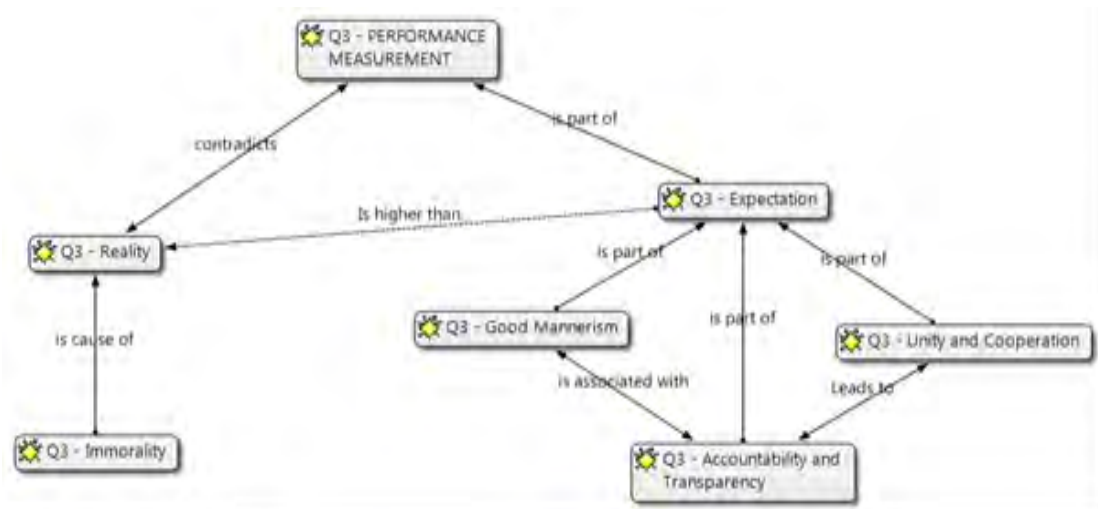 Q3 - PERFORMANCE
MEASUREMENT
is part of
contradicts
Q3 - Expectation
Is higher than
Q3 - Reality
is part of
is part of
is part of
Q3 - Good Mannerism
Q3 - Unity and Cooperation
is cause of
is associated with
Leads to
Q3 - Immorality
Q3 - Accountability and
Transparency